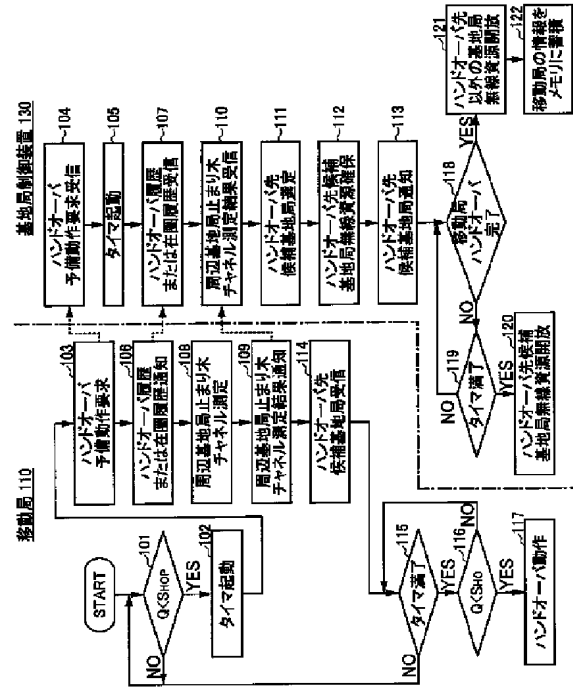 移動局 110
START
101
Q<SHOP
YES
NO
102
タイマ起動
103
ハンドオーバ
予備動作要求
106
ハンドオーバ履歴
または在圏履歴通知
108
周辺基地局止まり木
チャネル測定
109
周辺基地局止まり木
チャネル測定結果通知
114
ハンドオーバ先
候補基地局受信
115
タイマ満了
NO
YES
116
Q<SHO
NO
YES
117
ハンドオーバ動作
基地局制御装置 130
104
ハンドオーバ
予備動作要求受信
105
タイマ起動
107
ハンドオーバ履歴
または在圏履歴受信
110
周辺基地局止まり木
チャネル測定結果受信
111
ハンドオーバ先
候補基地局選定
112
ハンドオーバ先候補
基地局無線資源確保
113
ハンドオーバ先
候補基地局通知
118
移動局
ハンドオーバ
完了
NO
YES
119
タイマ満了
NO
YES
120
ハンドオーバ先候補
基地局無線資源開放
121
ハンドオーバ先
以外の基地局
無線資源開放
122
移動局の情報を
メモリに蓄積